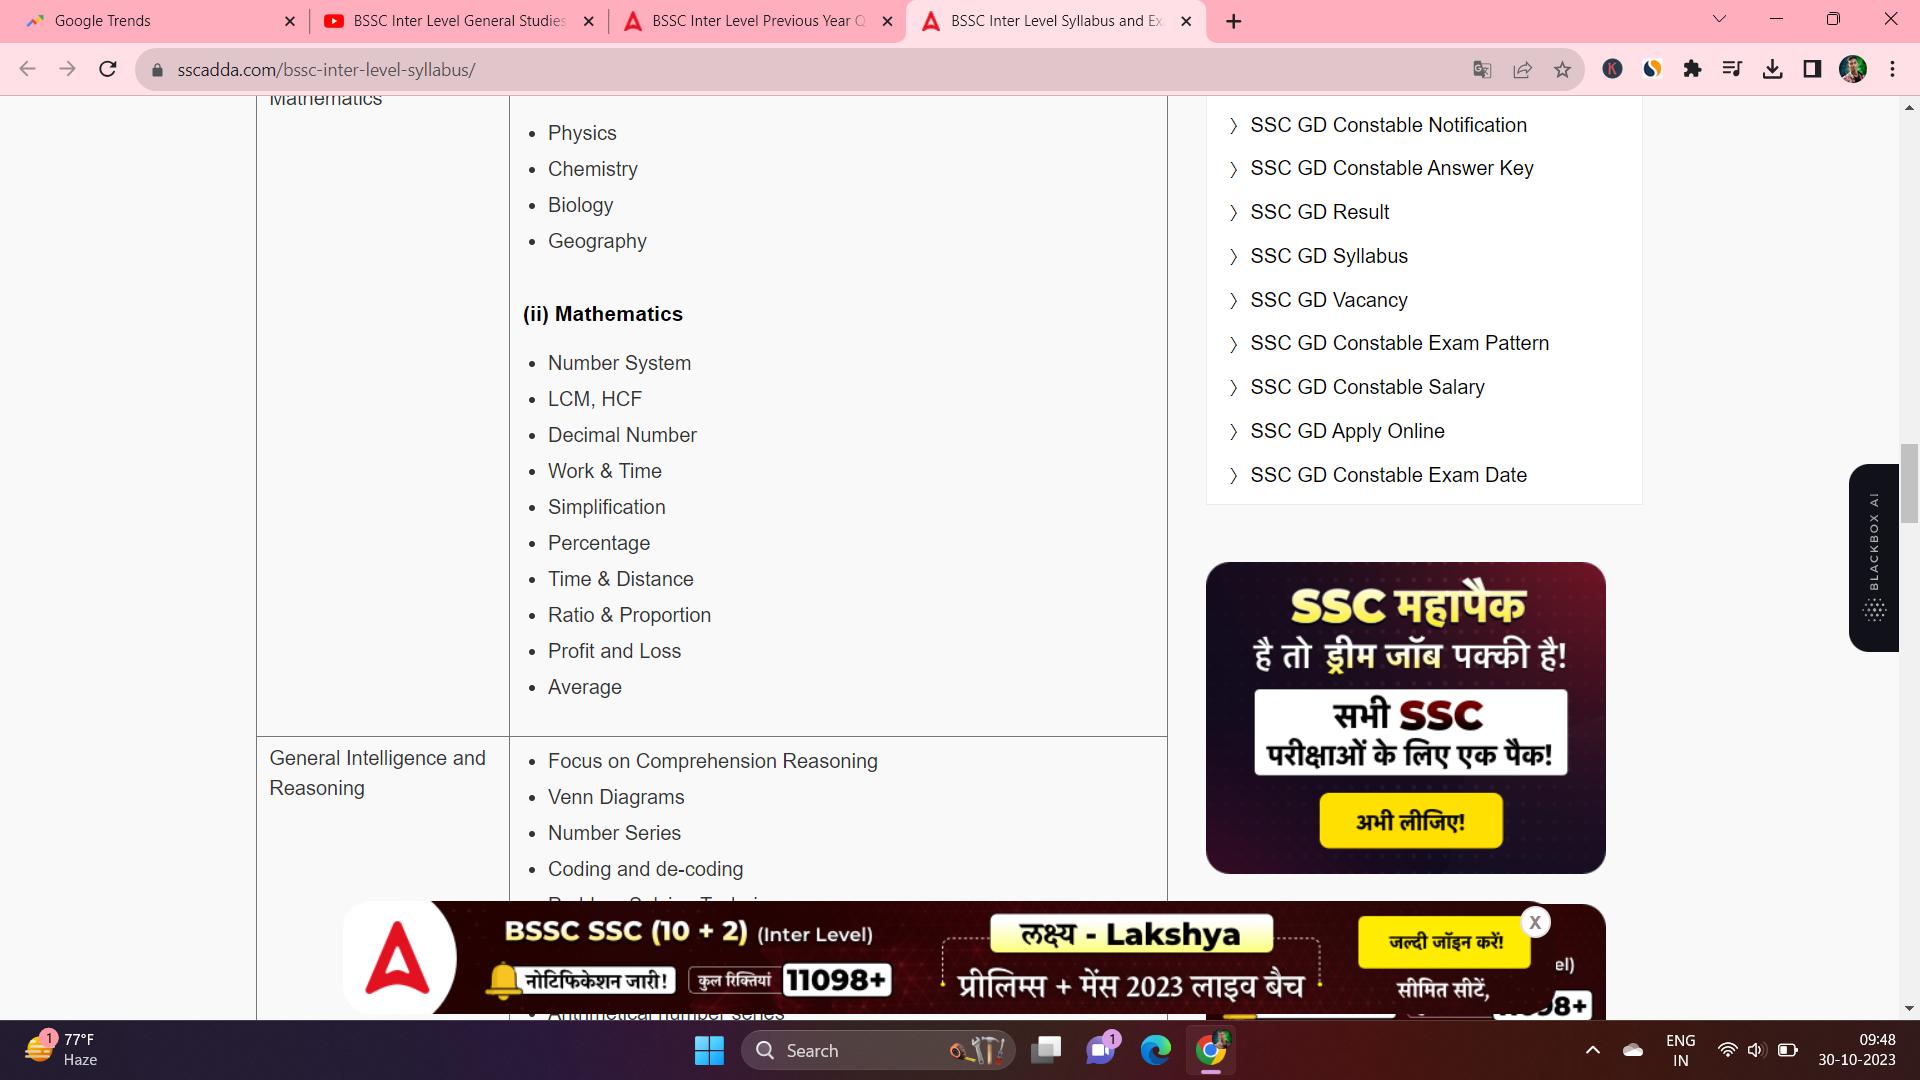 Google Trends
BSSC Inter Level General Studies
BSSC Inter Level Previous Year Q
BSSC Inter Level Syllabus and Ex
sscadda.com/bssc-inter-level-syllabus/
Mathematics
Physics
Chemistry
Biology
Geography
(ii) Mathematics
Number System
LCM, HCF
Decimal Number
Work & Time
Simplification
Percentage
Time & Distance
Ratio & Proportion
Profit and Loss
Average
General Intelligence and
Reasoning
Focus on Comprehension Reasoning
Venn Diagrams
Number Series
Coding and de-coding
Arithmetical number series
SSC GD Constable Notification
SSC GD Constable Answer Key
SSC GD Result
SSC GD Syllabus
SSC GD Vacancy
SSC GD Constable Exam Pattern
SSC GD Constable Salary
SSC GD Apply Online
SSC GD Constable Exam Date
BLACKBOX AI
SSC महापैक
है तो ड्रीम जॉब पक्की है!
सभी SSC
परीक्षाओं के लिए एक पैक!
अभी लीजिए!
BSSC SSC (10 + 2) (Inter Level)
नोटिफिकेशन जारी!
कुल रिक्तियां 11098+
लक्ष्य - Lakshya
प्रीलिम्स + मेंस 2023 लाइव बैच
जल्दी जॉइन करें!
सीमित सीटें,
X
el)
98+
1
77°F
Haze
Search
1
ENG
IN
09:48
30-10-2023